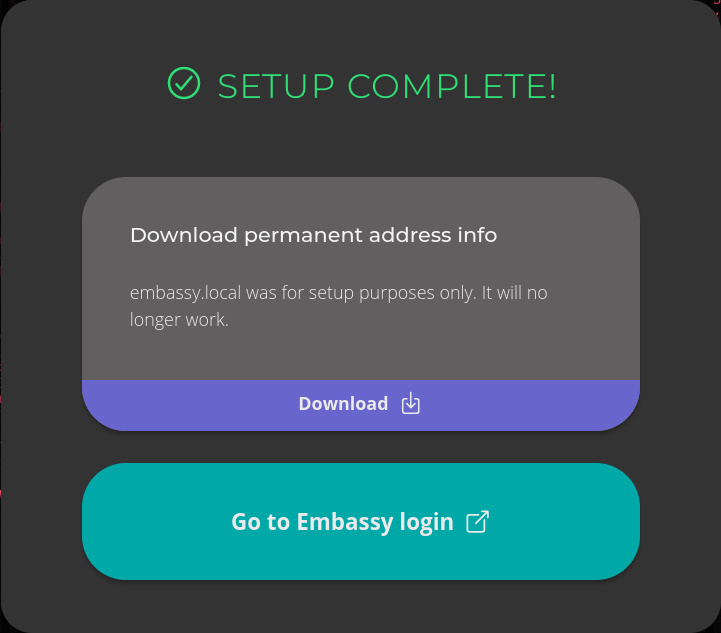 SETUP COMPLETE!
Download permanent address info
embassy.local was for setup purposes only. It will no
longer work.
Download
Go to Embassy login